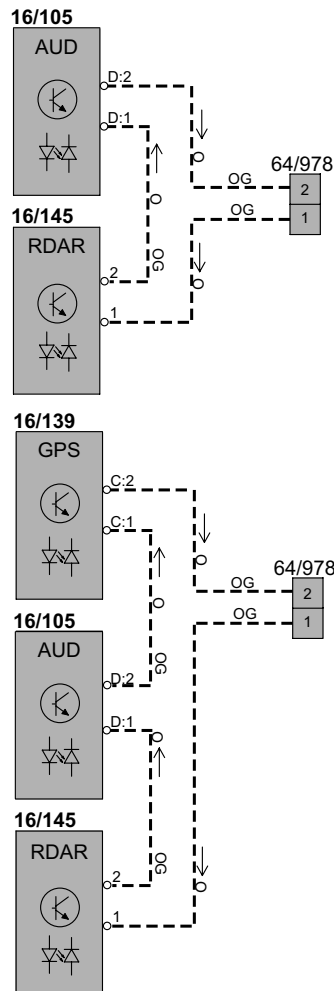 16/105
AUD
D:2
D:1
O
O
64/978
OG
2
OG
1
16/145
RDAR
2
OG
O
1
16/139
GPS
C:2
C:1
O
O
64/978
OG
2
OG
1
16/105
AUD
OG
D:2
D:1
O
16/145
RDAR
OG
2
O
1